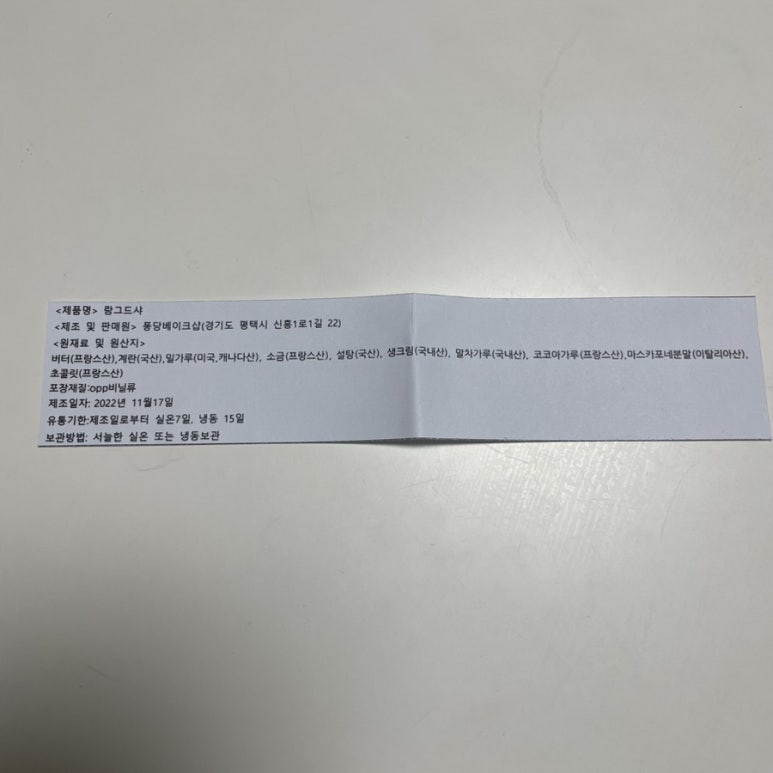 <제품명> 랑그드샤
<제조 및 판매원> 퐁당베이크샵(경기도 평택시 신흥1로1길 22)
<원재료 및 원산지>
버터(프랑스산),계란(국산),밀가루(미국,캐나다산), 소금(프랑스산), 설탕(국산), 생크림(국내산), 말차가루(국내산), 코코아가루(프랑스산),마스카포네분말(이탈리아산),
초콜릿(프랑스산)
포장재질:opp비닐류
제조일자: 2022년 11월17일
유통기한:제조일로부터 실온7일, 냉동 15일
보관방법: 서늘한 실온 또는 냉동보관